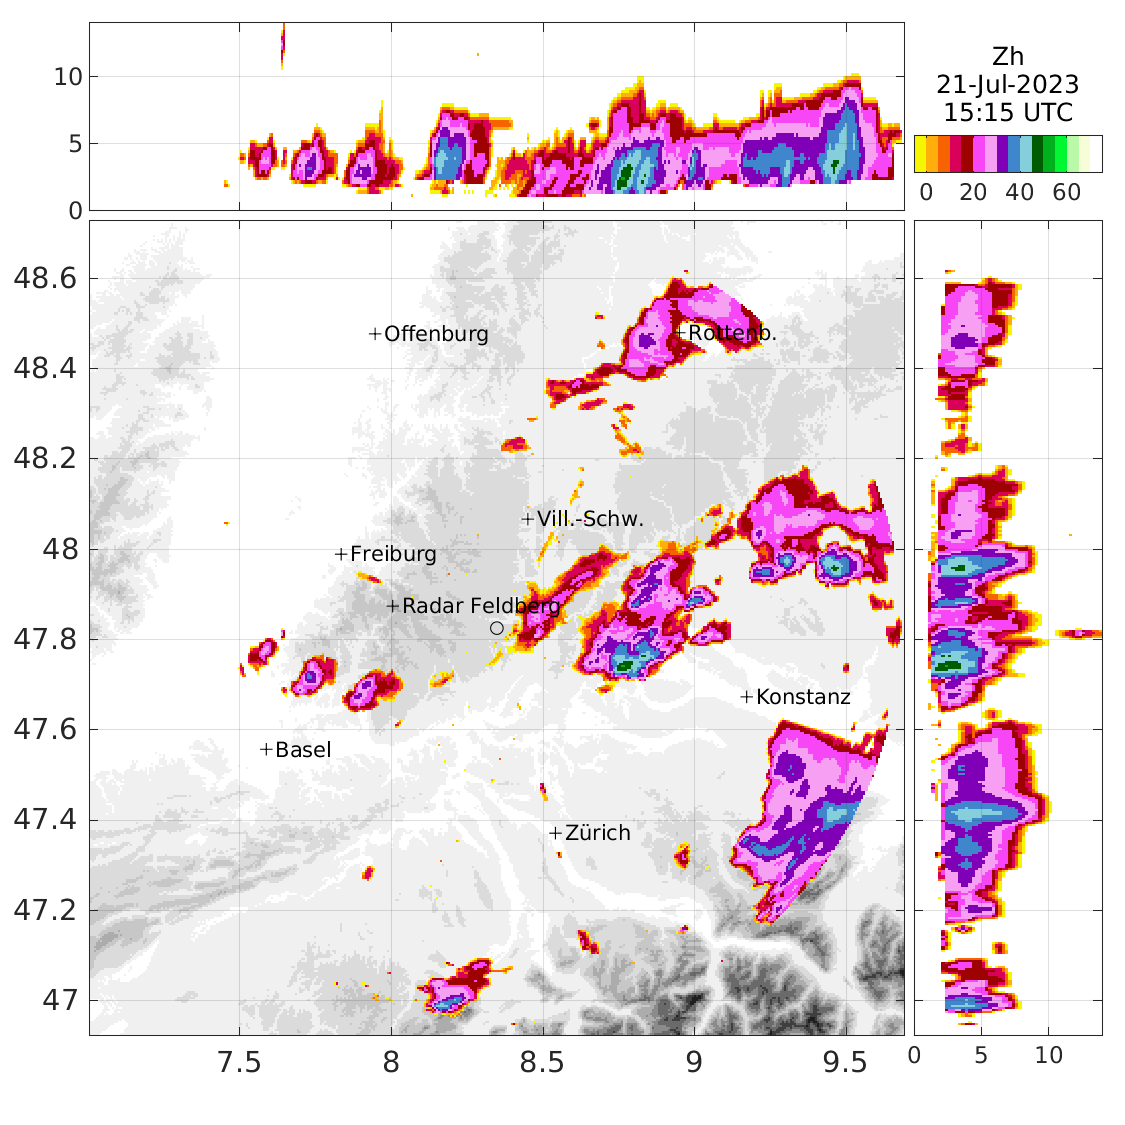 10
5
0
Zh
21-Jul-2023
15:15 UTC
0 20 40 60
48.6
48.4
48.2
48
47.8
47.6
47.4
47.2
47
+Offenburg
+Rottenb.
+Vill.-Schw.
+Freiburg
+Radar Feldberg
+Konstanz
+Basel
+Zürich
7.5 8 8.5 9 9.5
0 5 10